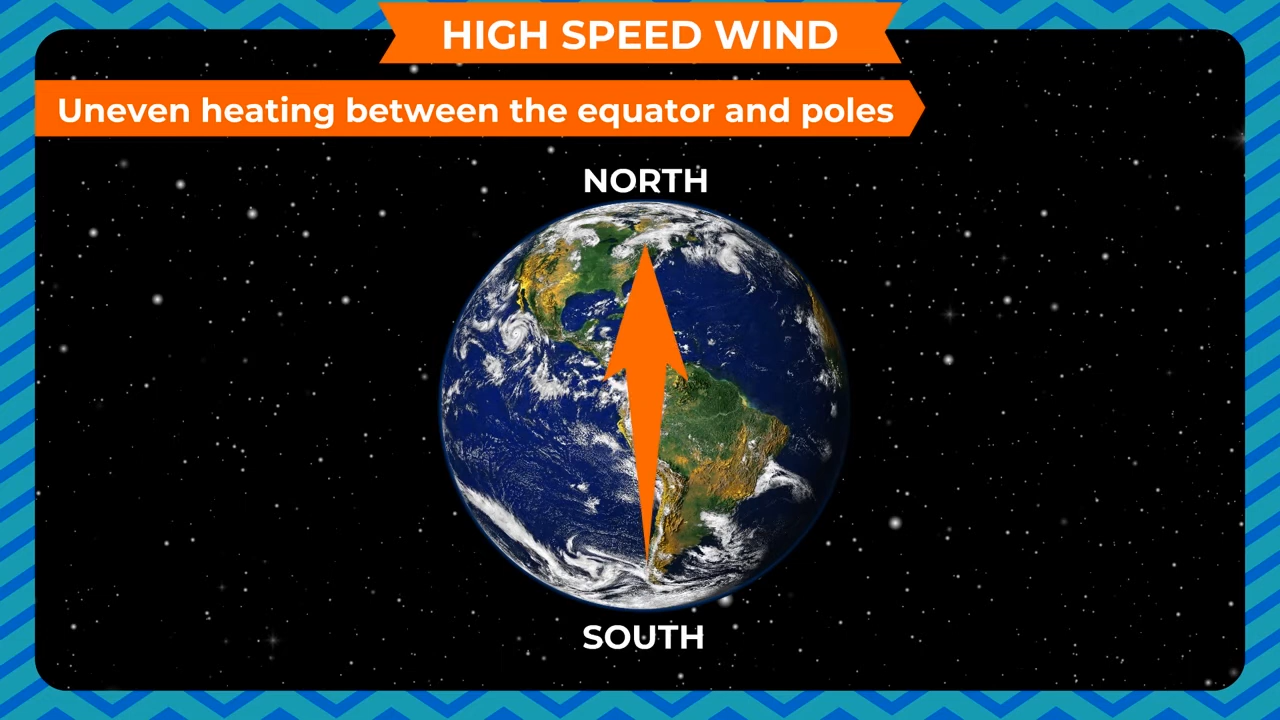 HIGH SPEED WIND
Uneven heating between the equator and poles
NORTH
SOUTH